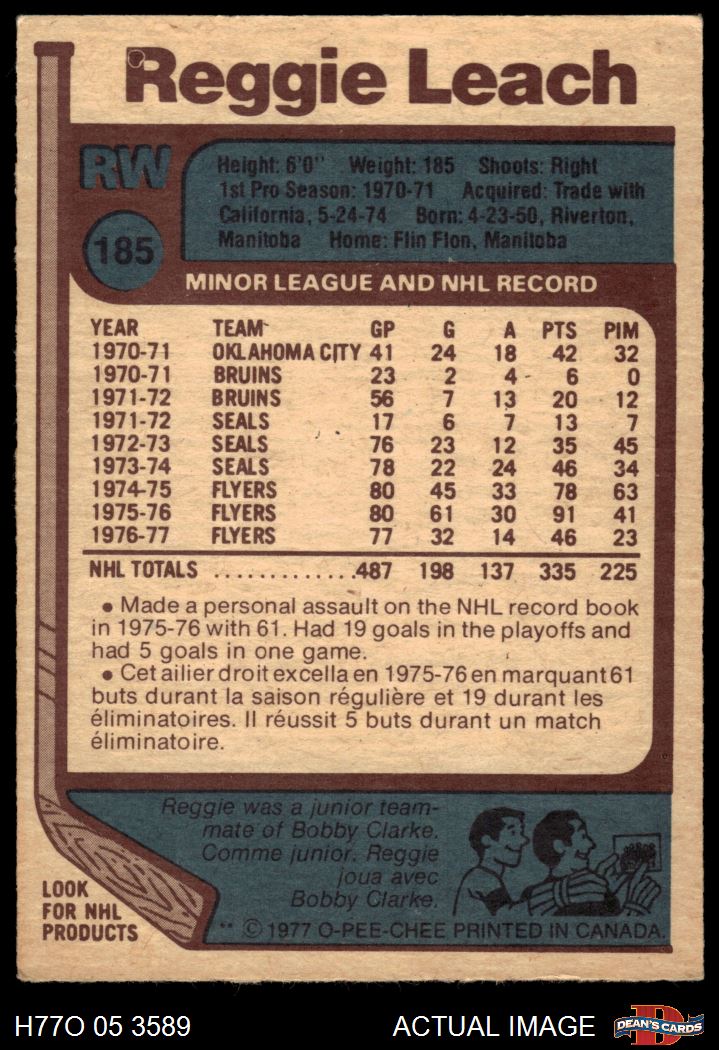 Reggie Leach
RW
185
Height: 6'0" Weight: 185 Shoots: Right
1st Pro Season: 1970-71 Acquired: Trade with
California, 5-24-74 Born: 4-23-50, Riverton,
Manitoba Home: Flin Flon, Manitoba
MINOR LEAGUE AND NHL RECORD
YEAR TEAM GP G A PTS PIM
1970-71 OKLAHOMA CITY 41 24 18 42 32
1970-71 BRUINS 23 2 4 6 0
1971-72 BRUINS 56 7 13 20 12
1971-72 SEALS 17 6 7 13 7
1972-73 SEALS 76 23 12 35 45
1973-74 SEALS 78 22 24 46 34
1974-75 FLYERS 80 45 33 78 63
1975-76 FLYERS 80 61 30 91 41
1976-77 FLYERS 77 32 14 46 23
NHL TOTALS .............487 198 137 335 225
• Made a personal assault on the NHL record book
in 1975-76 with 61. Had 19 goals in the playoffs and
had 5 goals in one game.
• Cet ailier droit excella en 1975-76 en marquant 61
buts durant la saison régulière et 19 durant les
éliminatoires. Il réussit 5 buts durant un match
éliminatoire.
Reggie was a junior team-
mate of Bobby Clarke.
Comme junior. Reggie
joua avec
Bobby Clarke.
LOOK
FOR NHL
PRODUCTS
** © 1977 O-PEE-CHEE PRINTED IN CANADA.
H77O 05 3589 ACTUAL IMAGE
D
DEAN'S CARDS